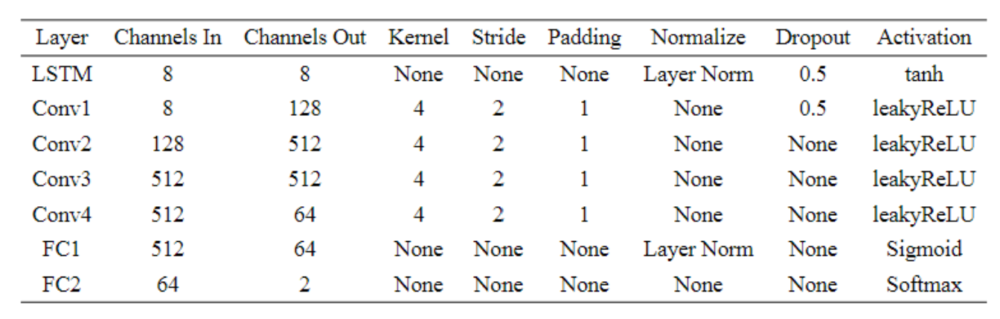 Layer Channels In Channels Out Kernel Stride Padding Normalize Dropout Activation
LSTM 8 8 None None None Layer Norm 0.5 tanh
Conv1 8 128 4 2 1 None 0.5 leakyReLU
Conv2 128 512 4 2 1 None None leakyReLU
Conv3 512 512 4 2 1 None None leakyReLU
Conv4 512 64 4 2 1 None None leakyReLU
FC1 512 64 None None None Layer Norm None Sigmoid
FC2 64 2 None None None None None Softmax